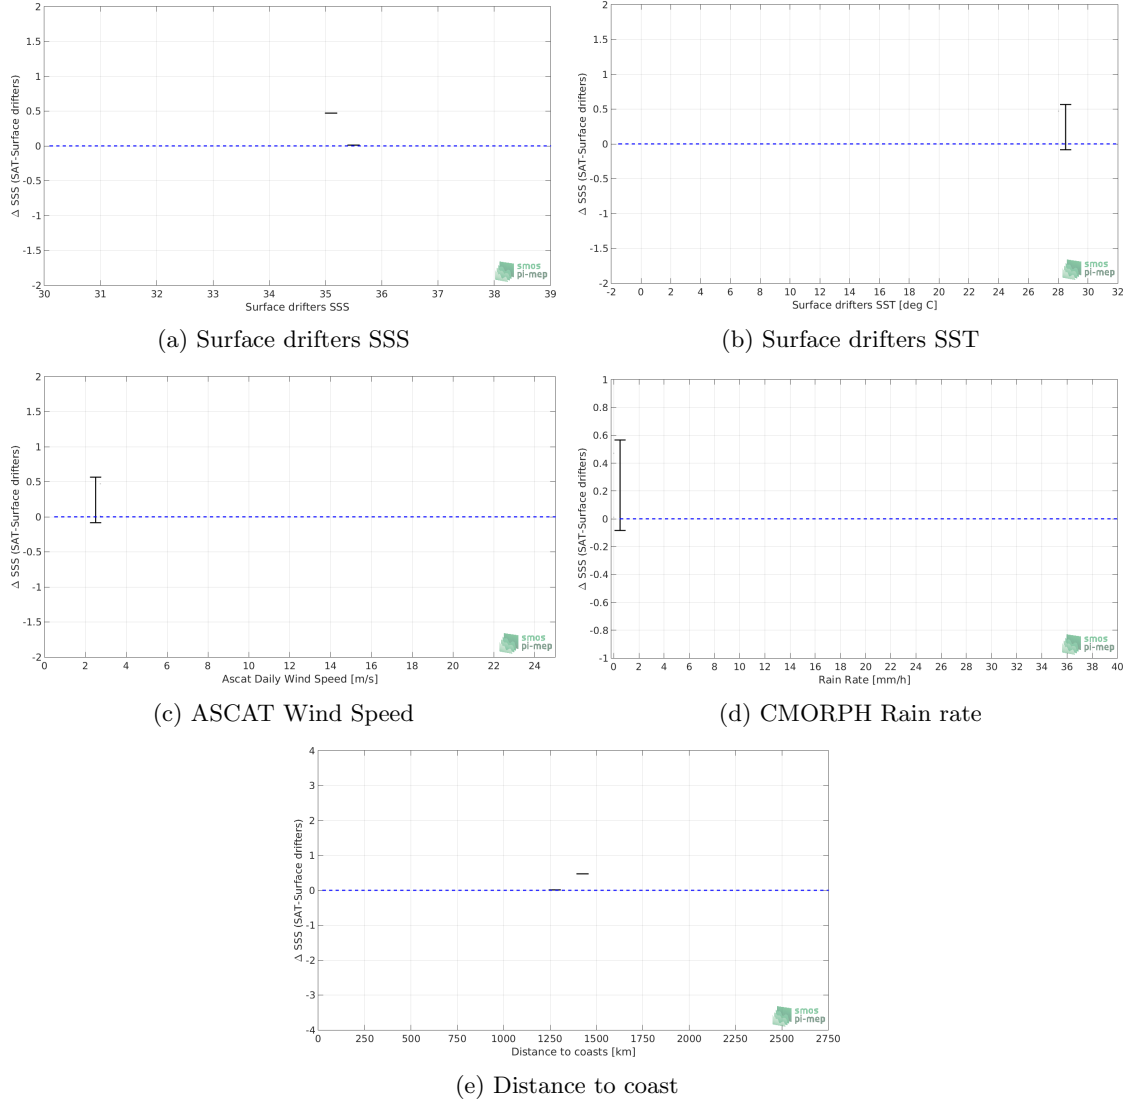 2
1.5
1
0.5
0
-0.5
-1
-1.5
-2
Δ SSS (SAT-Surface drifters)
30 31 32 33 34 35 36 37 38 39
Surface drifters SSS
smos
pi-mep
(a) Surface drifters SSS
2
1.5
1
0.5
0
-0.5
-1
-1.5
-2
Δ SSS (SAT-Surface drifters)
-2 0 2 4 6 8 10 12 14 16 18 20 22 24 26 28 30 32
Surface drifters SST [deg C]
smos
pi-mep
(b) Surface drifters SST
2
1.5
1
0.5
0
-0.5
-1
-1.5
-2
Δ SSS (SAT-Surface drifters)
0 2 4 6 8 10 12 14 16 18 20 22 24
Ascat Daily Wind Speed [m/s]
smos
pi-mep
(c) ASCAT Wind Speed
1
0.8
0.6
0.4
0.2
0
-0.2
-0.4
-0.6
-0.8
-1
Δ SSS (SAT-Surface drifters)
0 2 4 6 8 10 12 14 16 18 20 22 24 26 28 30 32 34 36 38 40
Rain Rate [mm/h]
smos
pi-mep
(d) CMORPH Rain rate
4
3
2
1
0
-1
-2
-3
-4
Δ SSS (SAT-Surface drifters)
0 250 500 750 1000 1250 1500 1750 2000 2250 2500 2750
Distance to coasts [km]
smos
pi-mep
(e) Distance to coast